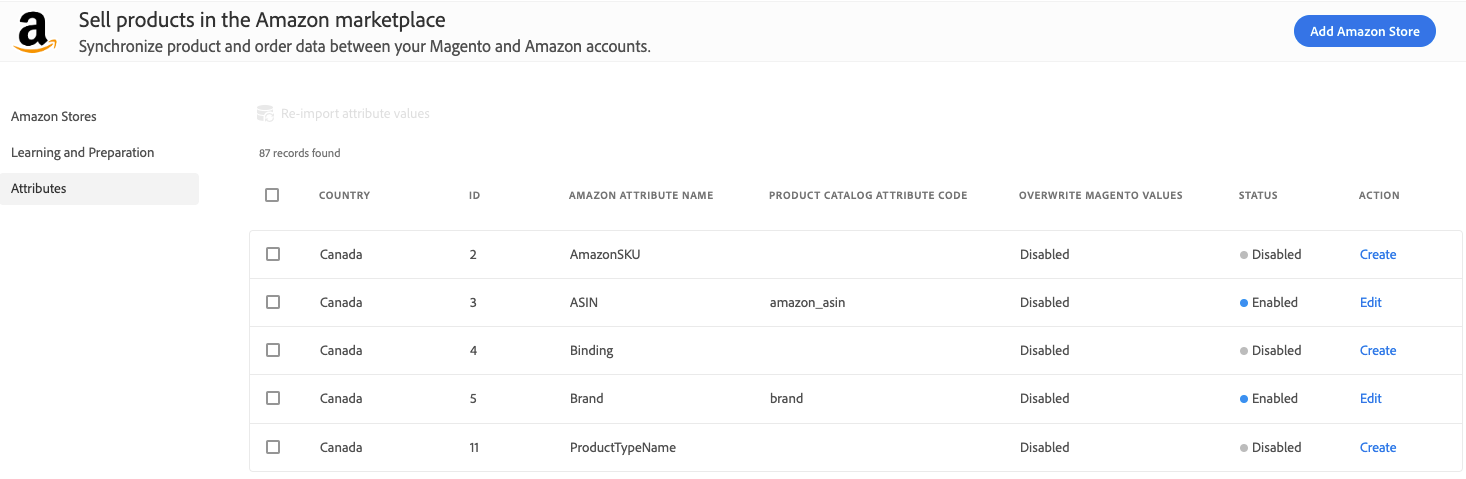 Sell products in the Amazon marketplace
Synchronize product and order data between your Magento and Amazon accounts.
Add Amazon Store
Amazon Stores
Learning and Preparation
Attributes
Re-import attribute values
87 records found
COUNTRY ID AMAZON ATTRIBUTE NAME PRODUCT CATALOG ATTRIBUTE CODE OVERWRITE MAGENTO VALUES STATUS ACTION
Canada 2 AmazonSKU Disabled Disabled Create
Canada 3 ASIN amazon_asin Disabled Enabled Edit
Canada 4 Binding Disabled Disabled Create
Canada 5 Brand brand Disabled Enabled Edit
Canada 11 ProductTypeName Disabled Disabled Create